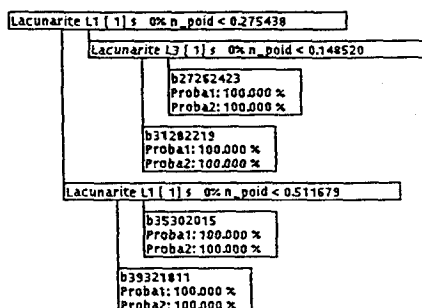 Lacunarite L1 [ 1] s 0% n_poid < 0.275438
Lacunarite L3 [ 1] s 0% n_poid < 0.148520
b27262423
Proba1: 100.000 %
Proba2: 100.000 %
b31282219
Proba1: 100.000 %
Proba2: 100.000 %
Lacunarite L1 [ 1] s 0% n_poid < 0.511679
b35302015
Proba1: 100.000 %
Proba2: 100.000 %
b39321811
Proba1: 100.000 %
Proba2: 100.000 %